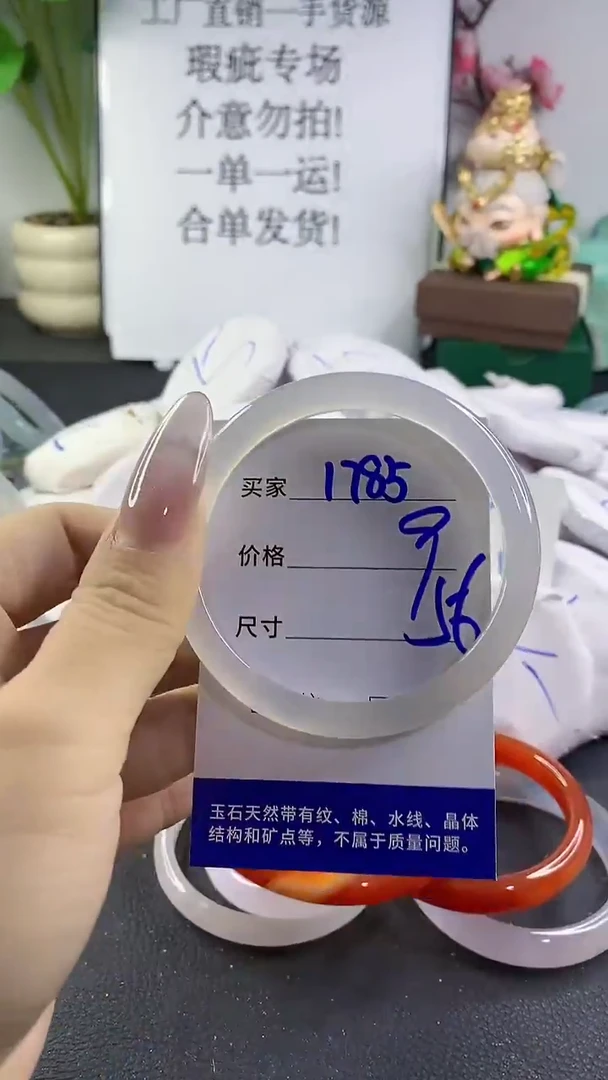 工厂直销一手货源
瑕疵专场
介意勿拍!
一单一运!
合单发货!
买家 1785
价格
尺寸 56
玉石天然带有纹、棉、水线、晶体
结构和矿点等，不属于质量问题。